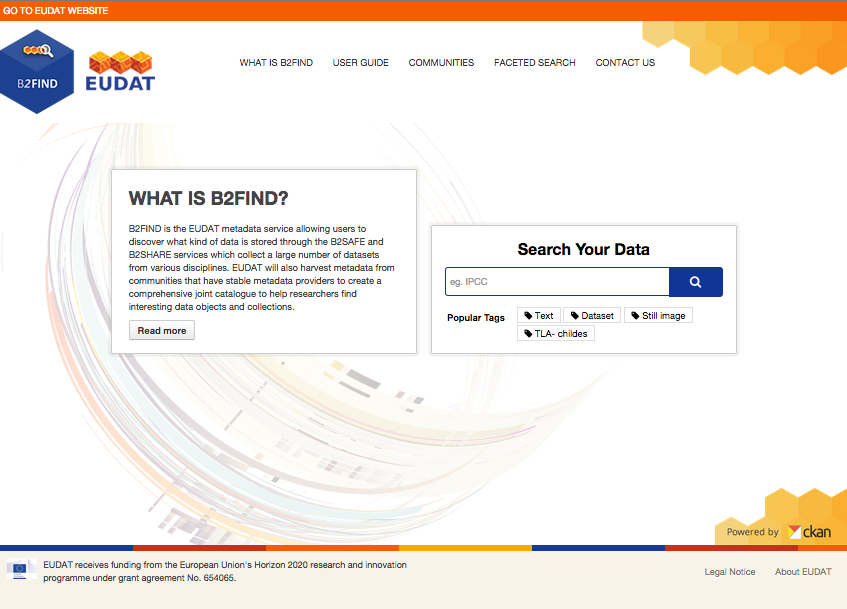 GO TO EUDAT WEBSITE
B2FIND
EUDAT
WHAT IS B2FIND USER GUIDE COMMUNITIES FACETED SEARCH CONTACT US
WHAT IS B2FIND?
B2FIND is the EUDAT metadata service allowing users to
discover what kind of data is stored through the B2SAFE and
B2SHARE services which collect a large number of datasets
from various disciplines. EUDAT will also harvest metadata from
communities that have stable metadata providers to create a
comprehensive joint catalogue to help researchers find
interesting data objects and collections.
Read more
Search Your Data
eg. IPCC
Popular Tags Text Dataset Still image
TLA- childes
Powered by ckan
EUDAT receives funding from the European Union's Horizon 2020 research and innovation
programme under grant agreement No. 654065.
Legal Notice About EUDAT